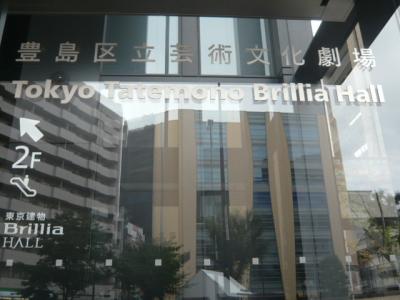 豊島区立芸術文化劇場
Tokyo Tatemono Brillia Hall
2F
東京建物
Brillia
HALL